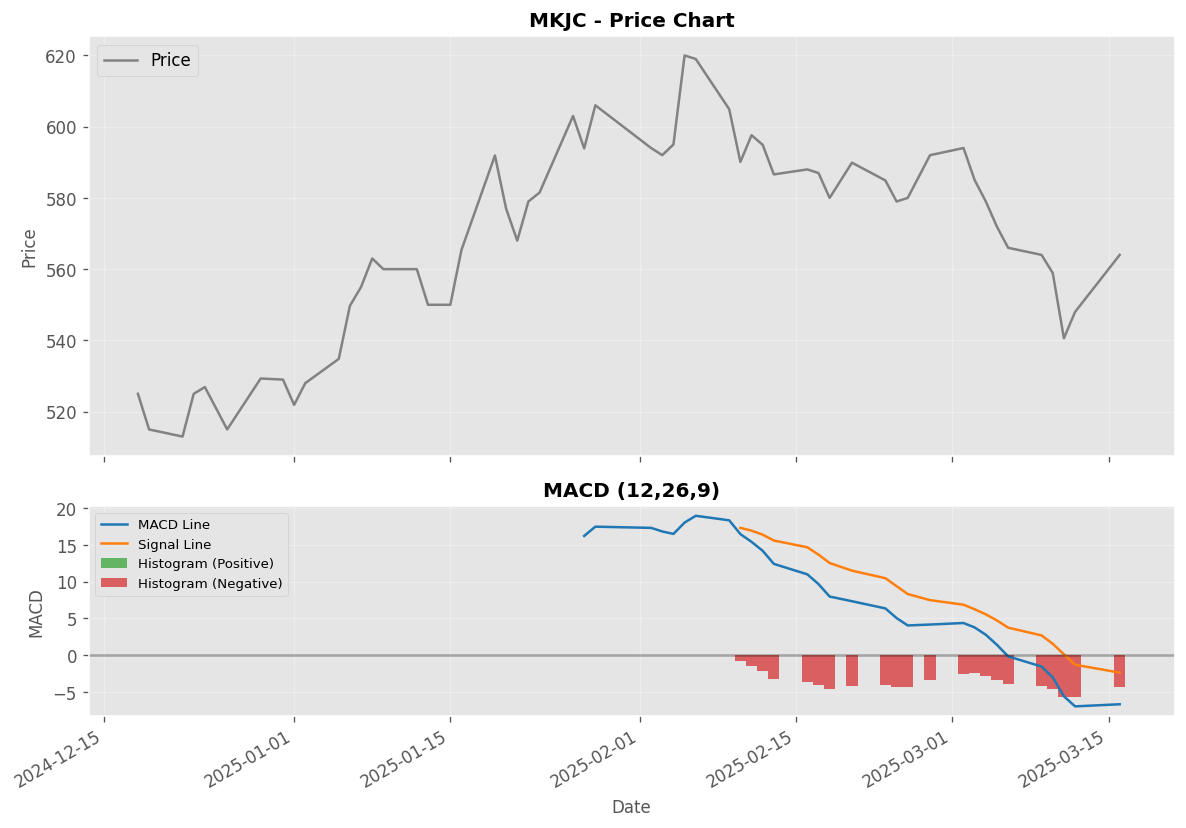 MKJC - Price Chart
Price
620
600
580
560
540
520
Price
MACD (12,26,9)
MACD Line
Signal Line
Histogram (Positive)
Histogram (Negative)
20
15
10
5
0
−5
MACD
2024-12-15
2025-01-01
2025-01-15
2025-02-01
2025-02-15
2025-03-01
2025-03-15
Date